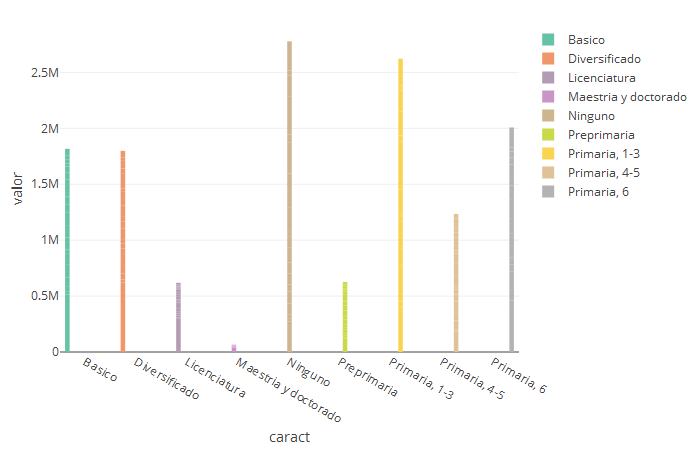 2.5M
2M
1.5M
1M
0.5M
0
valor
Basico
Diversificado
Licenciatura
Maestria y doctorado
Ninguno
Preprimaria
Primaria, 1-3
Primaria, 4-5
Primaria, 6
caract
Basico
Diversificado
Licenciatura
Maestria y doctorado
Ninguno
Preprimaria
Primaria, 1-3
Primaria, 4-5
Primaria, 6